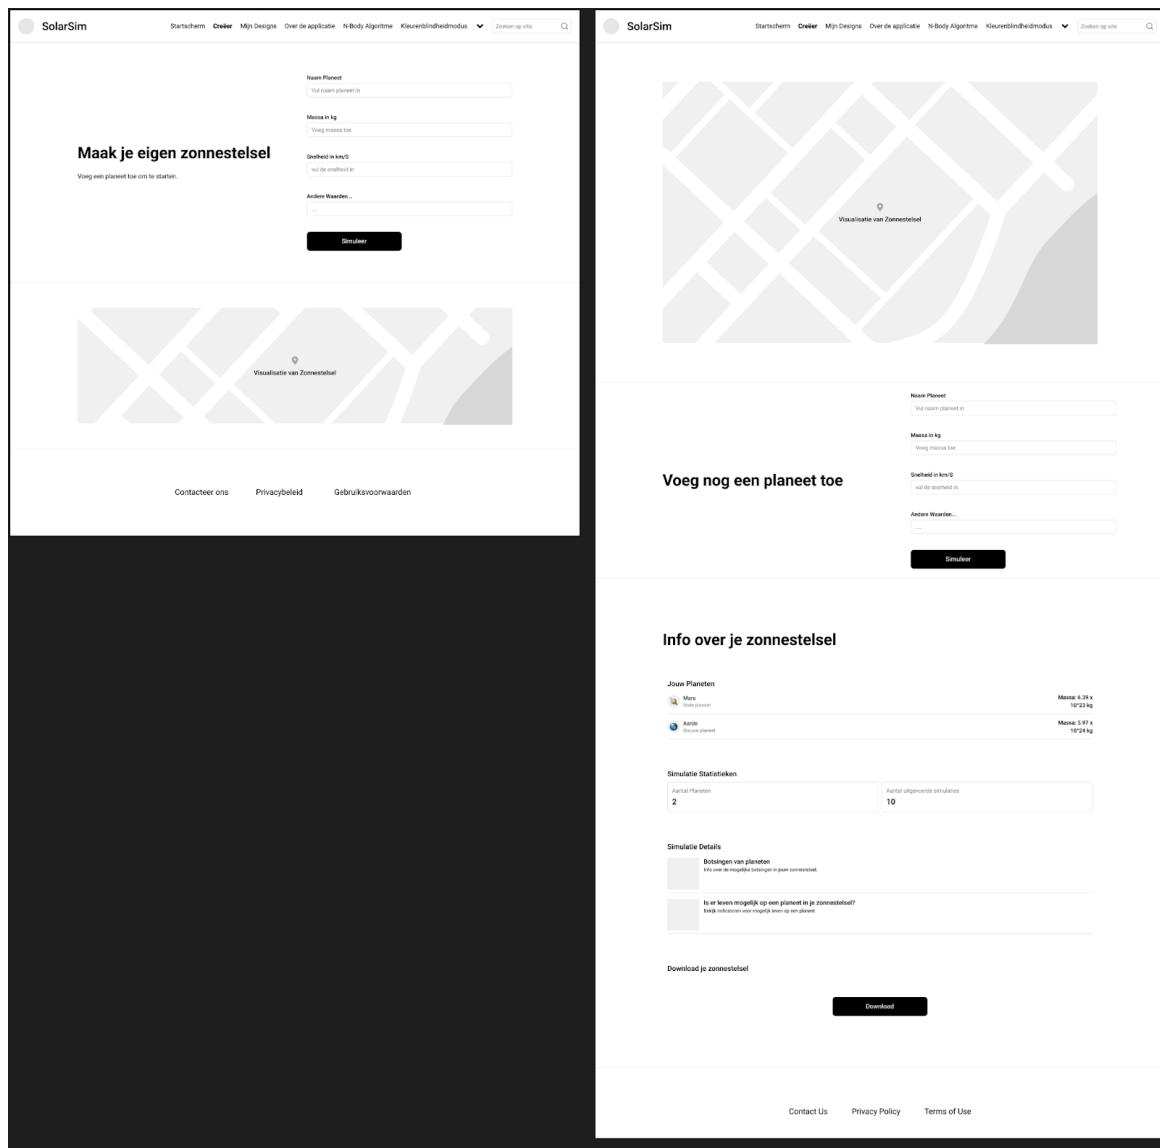 SolarSim
Startscherm Creëer Mijn Designs Over de applicatie N-Body Algoritme Kleurenblindheidmodus Zoeken op site
Maak je eigen zonnestelsel
Voeg een planeet toe om te starten.
Naam Planeet
Vul naam planeet in
Massa in kg
Voeg massa toe
Snelheid in km/S
vul de snelheid in
Andere Waarden...
....
Simuleer
Visualisatie van Zonnestelsel
Contacteer ons Privacybeleid Gebruiksvoorwaarden
SolarSim
Startscherm Creëer Mijn Designs Over de applicatie N-Body Algoritme Kleurenblindheidmodus Zoeken op site
Visualisatie van Zonnestelsel
Voeg nog een planeet toe
Naam Planeet
Vul naam planeet in
Massa in kg
Voeg massa toe
Snelheid in km/S
vul de snelheid in
Andere Waarden...
....
Simuleer
Info over je zonnestelsel
Jouw Planeten
Mars
Rode planeet
Massa: 6.39 x
10^23 kg
Aarde
Blauwe planeet
Massa: 5.97 x
10^24 kg
Simulatie Statistieken
Aantal Planeten
2
Aantal uitgevoerde simulaties
10
Simulatie Details
Botsingen van planeten
Info over de mogelijke botsingen in jouw zonnestelsel.
Is er leven mogelijk op een planeet in je zonnestelsel?
Bekijk indicatoren voor mogelijk leven op een planeet
Download je zonnestelsel
Download
Contact Us Privacy Policy Terms of Use